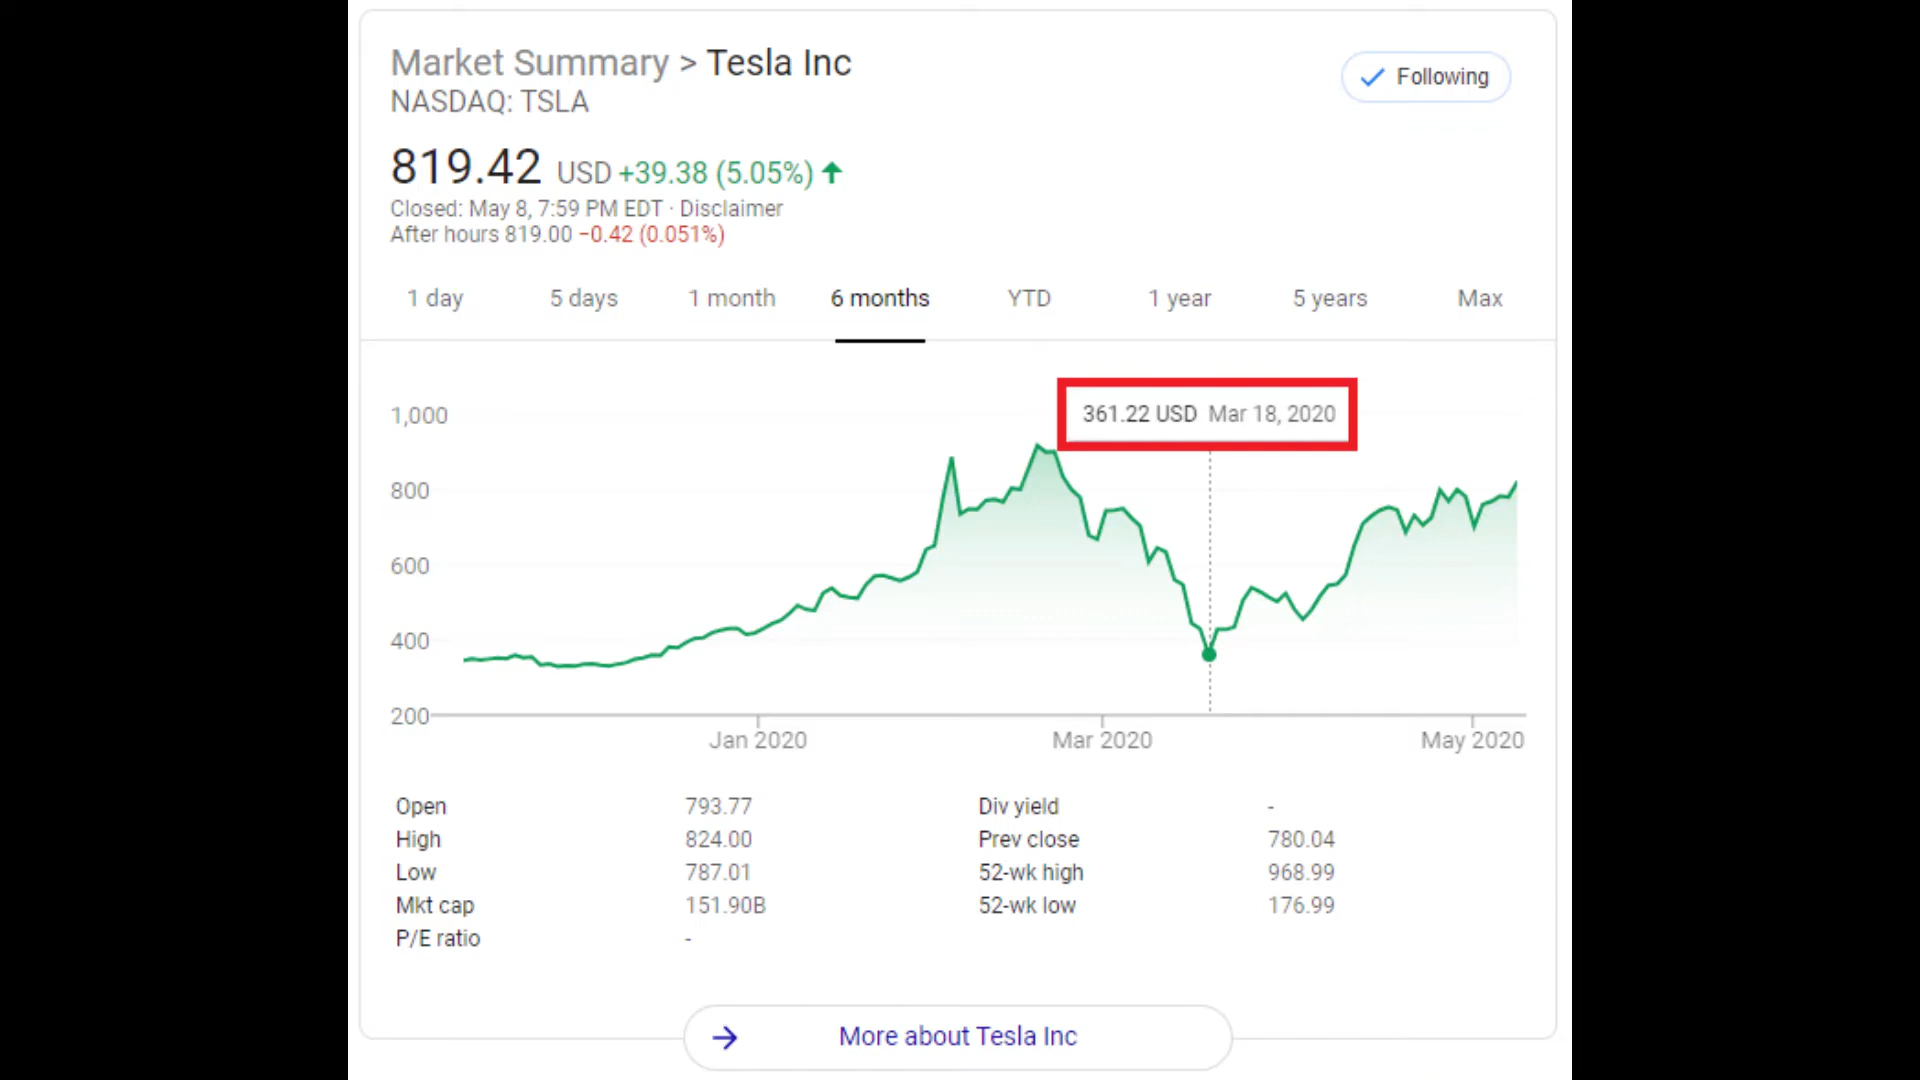 Market Summary > Tesla Inc
Following
NASDAQ: TSLA
819.42 USD +39.38 (5.05%)
Closed: May 8, 7:59 PM EDT · Disclaimer
After hours 819.00 −0.42 (0.051%)
1 day 5 days 1 month 6 months YTD 1 year 5 years Max
361.22 USD Mar 18, 2020
1,000
800
600
400
200
Jan 2020 Mar 2020 May 2020
Open 793.77 Div yield -
High 824.00 Prev close 780.04
Low 787.01 52-wk high 968.99
Mkt cap 151.90B 52-wk low 176.99
P/E ratio -
More about Tesla Inc